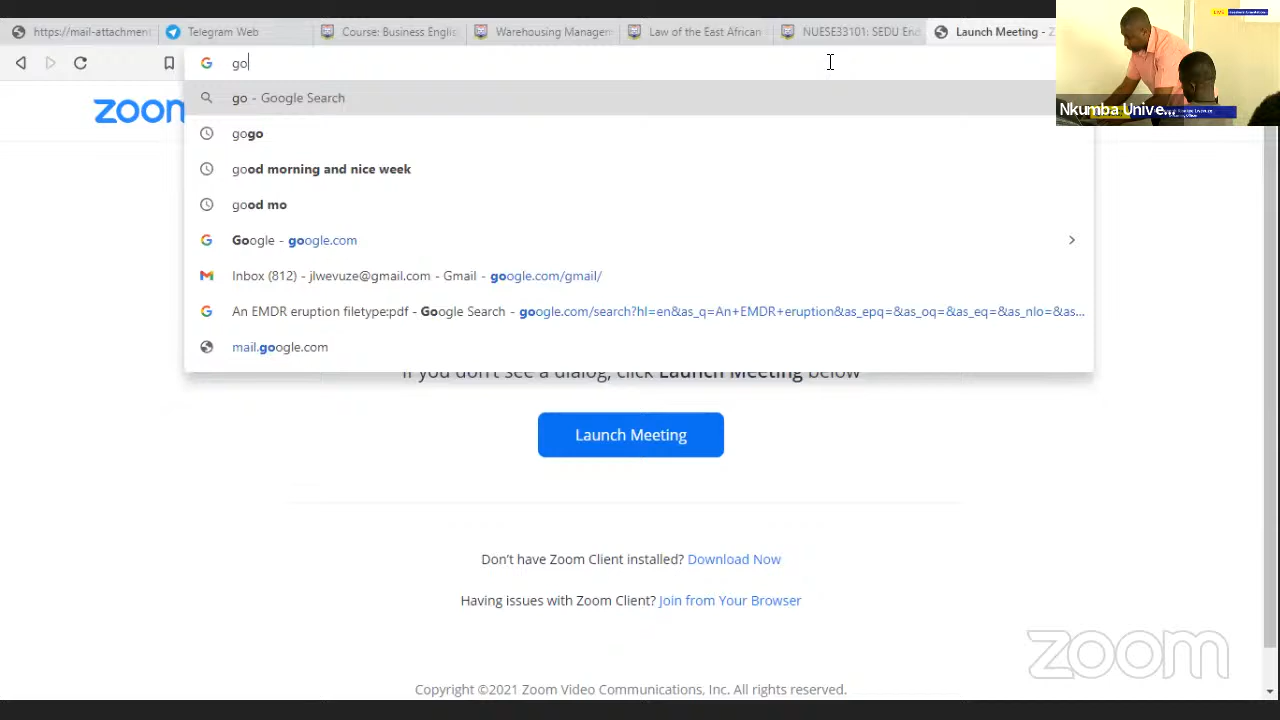 https://mail-attachment
Telegram Web
Course: Business Englis
Warehousing Managem
Law of the East African
NUESE33101: SEDU End
Launch Meeting - Z
go
go - Google Search
gogo
good morning and nice week
good mo
Google - google.com
Inbox (812) - jlwevuze@gmail.com - Gmail - google.com/gmail/
An EMDR eruption filetype:pdf - Google Search - google.com/search?hl=en&as_q=An+EMDR+eruption&as_epq=&as_oq=&as_eq=&as_nlo=&as...
mail.google.com
zoom
If you don't see a dialog, click Launch Meeting below
Launch Meeting
Don't have Zoom Client installed? Download Now
Having issues with Zoom Client? Join from Your Browser
Copyright ©2021 Zoom Video Communications, Inc. All rights reserved.
Nkumba Unive...
zoom